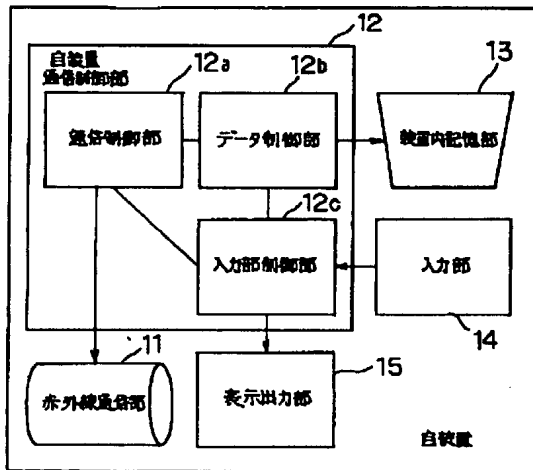 12
自装置
通信制御部
12a
12b
13
通信制御部
データ制御部
装置内記憶部
12c
入力部制御部
入力部
14
11
15
赤外線通信部
表示出力部
自装置